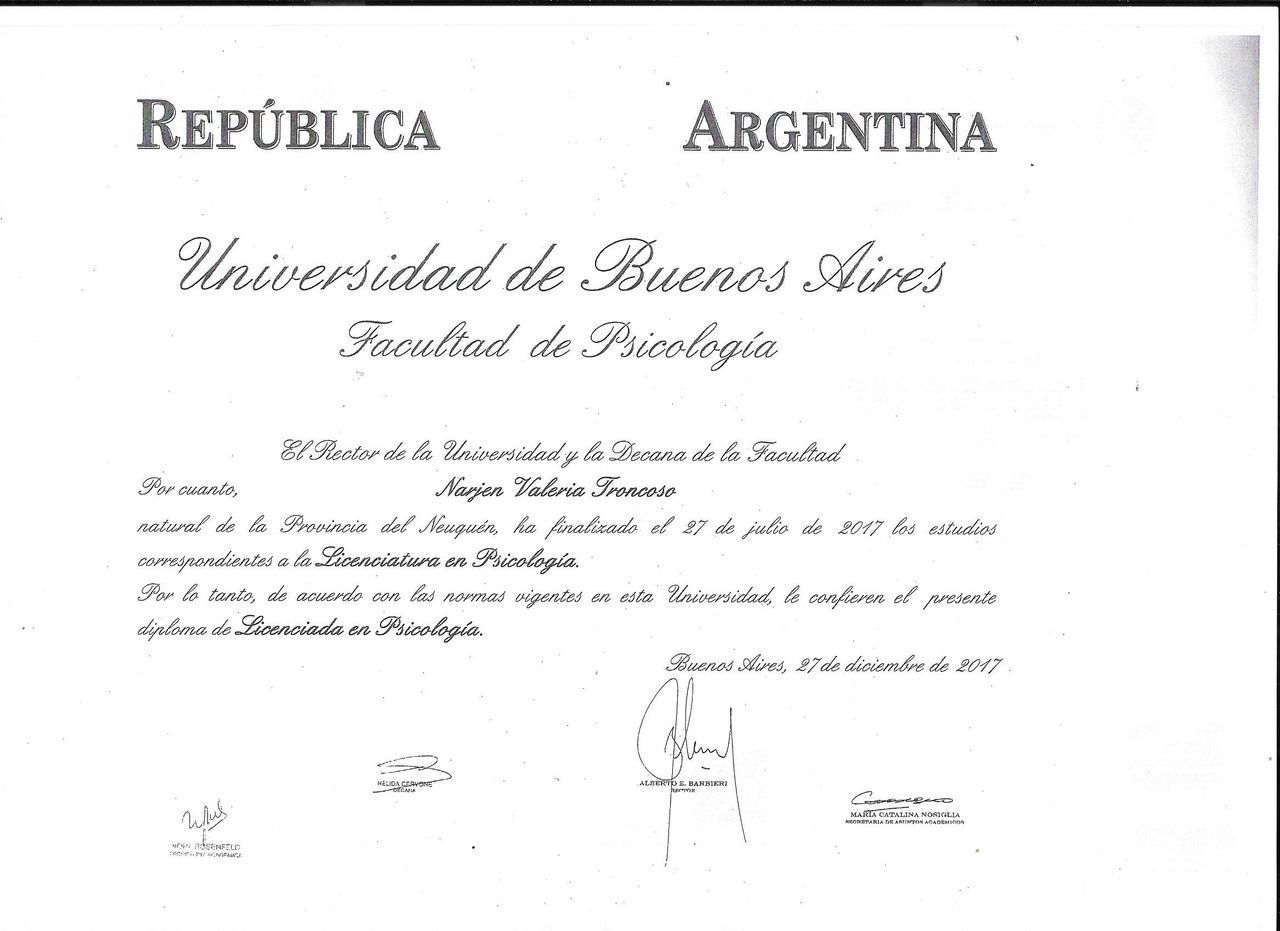 REPÚBLICA ARGENTINA
Universidad de Buenos Aires
Facultad de Psicología
El Rector de la Universidad y la Decana de la Facultad
Por cuanto, Narjen Valeria Troncoso
natural de la Provincia del Neuquén, ha finalizado el 27 de julio de 2017 los estudios
correspondientes a la Licenciatura en Psicología.
Por lo tanto, de acuerdo con las normas vigentes en esta Universidad, le confieren el presente
diploma de Licenciada en Psicología.
Buenos Aires, 27 de diciembre de 2017
NELIDA CERVONE
DECANA
ALBERTO E. BARBIERI
RECTOR
MARÍA CATALINA NOSIGLIA
SECRETARIA DE ASUNTOS ACADÉMICOS
ROSENFELD